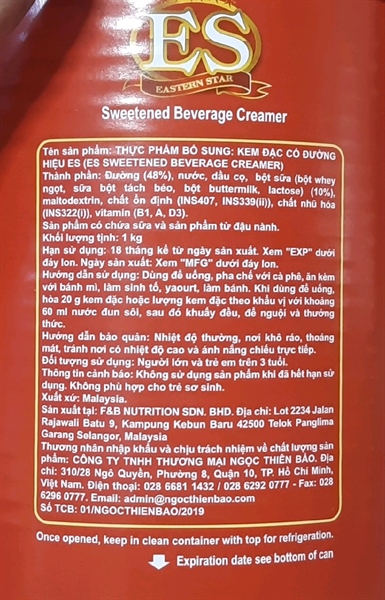 ES
EASTERN STAR
Sweetened Beverage Creamer
Tên sản phẩm: THỰC PHẨM BỔ SUNG: KEM ĐẶC CÓ ĐƯỜNG
HIỆU ES (ES SWEETENED BEVERAGE CREAMER)
Thành phần: Đường (48%), nước, dầu cọ, bột sữa (bột whey
ngọt, sữa bột tách béo, bột buttermilk, lactose) (10%),
maltodextrin, chất ổn định (INS407, INS339(ii)), chất nhũ hóa
(INS322(i)), vitamin (B1, A, D3).
Sản phẩm có chứa sữa và sản phẩm từ đậu nành.
Khối lượng tịnh: 1 kg
Hạn sử dụng: 18 tháng kể từ ngày sản xuất. Xem "EXP" dưới
đáy lon. Ngày sản xuất: Xem "MFG" dưới đáy lon.
Hướng dẫn sử dụng: Dùng để uống, pha chế với cà phê, ăn kèm
với bánh mì, làm sinh tố, yaourt, làm bánh. Khi dùng để uống,
hòa 20 g kem đặc hoặc lượng kem đặc theo khẩu vị với khoảng
60 ml nước đun sôi, sau đó khuấy đều, để nguội và thưởng
thức.
Hướng dẫn bảo quản: Nhiệt độ thường, nơi khô ráo, thoáng
mát, tránh nơi có nhiệt độ cao và ánh nắng chiếu trực tiếp.
Đối tượng sử dụng: Người lớn và trẻ em trên 3 tuổi.
Thông tin cảnh báo: Không sử dụng sản phẩm khi đã hết hạn sử
dụng. Không phù hợp cho trẻ sơ sinh.
Xuất xứ: Malaysia.
Sản xuất tại: F&B NUTRITION SDN. BHD. Địa chỉ: Lot 2234 Jalan
Rajawali Batu 9, Kampung Kebun Baru 42500 Telok Panglima
Garang Selangor, Malaysia
Thương nhân nhập khẩu và chịu trách nhiệm về chất lượng sản
phẩm: CÔNG TY TNHH THƯƠNG MẠI NGỌC THIÊN BẢO. Địa
chỉ: 310/28 Ngô Quyền, Phường 8, Quận 10, TP. Hồ Chí Minh,
Việt Nam. Điện thoại: 028 6681 1432 / 028 6292 0777 - Fax: 028
6296 0777. Email: admin@ngocthienbao.com
Số TCB: 01/NGOCTHIENBAO/2019
Once opened, keep in clean container with top for refrigeration.
Expiration date see bottom of can